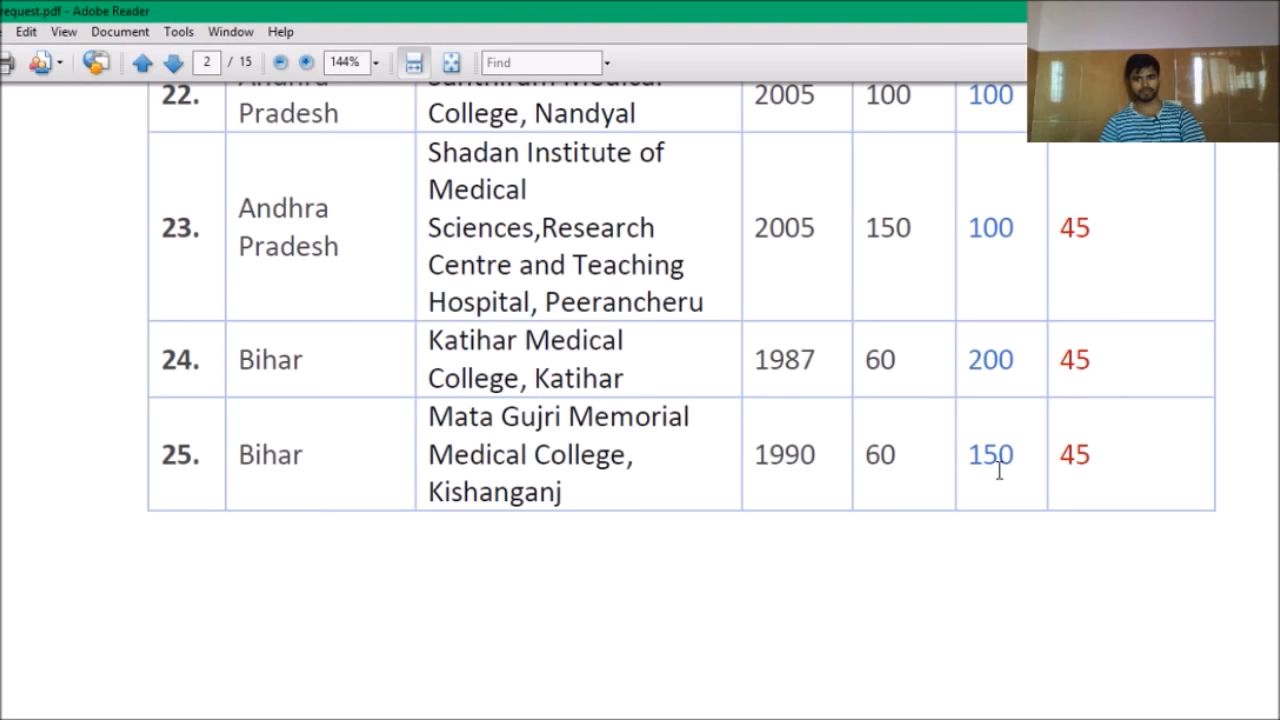 request.pdf - Adobe Reader
Edit View Document Tools Window Help
2 / 15 144% Find
22. Andhra Pradesh Santhiram Medical College, Nandyal 2005 100 100
23. Andhra Pradesh Shadan Institute of Medical Sciences,Research Centre and Teaching Hospital, Peerancheru 2005 150 100 45
24. Bihar Katihar Medical College, Katihar 1987 60 200 45
25. Bihar Mata Gujri Memorial Medical College, Kishanganj 1990 60 150 45